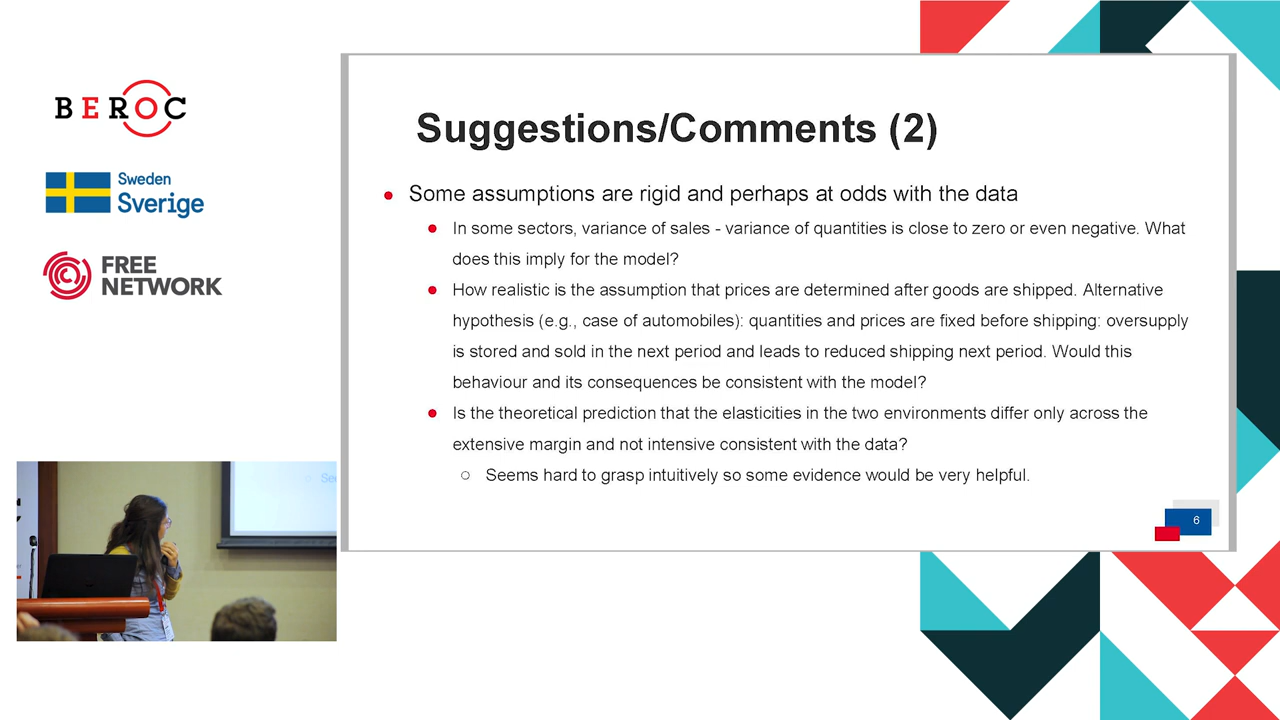 BEROC
Sweden
Sverige
FREE
NETWORK
Suggestions/Comments (2)
Some assumptions are rigid and perhaps at odds with the data
In some sectors, variance of sales - variance of quantities is close to zero or even negative. What
does this imply for the model?
How realistic is the assumption that prices are determined after goods are shipped. Alternative
hypothesis (e.g., case of automobiles): quantities and prices are fixed before shipping: oversupply
is stored and sold in the next period and leads to reduced shipping next period. Would this
behaviour and its consequences be consistent with the model?
Is the theoretical prediction that the elasticities in the two environments differ only across the
extensive margin and not intensive consistent with the data?
Seems hard to grasp intuitively so some evidence would be very helpful.
6